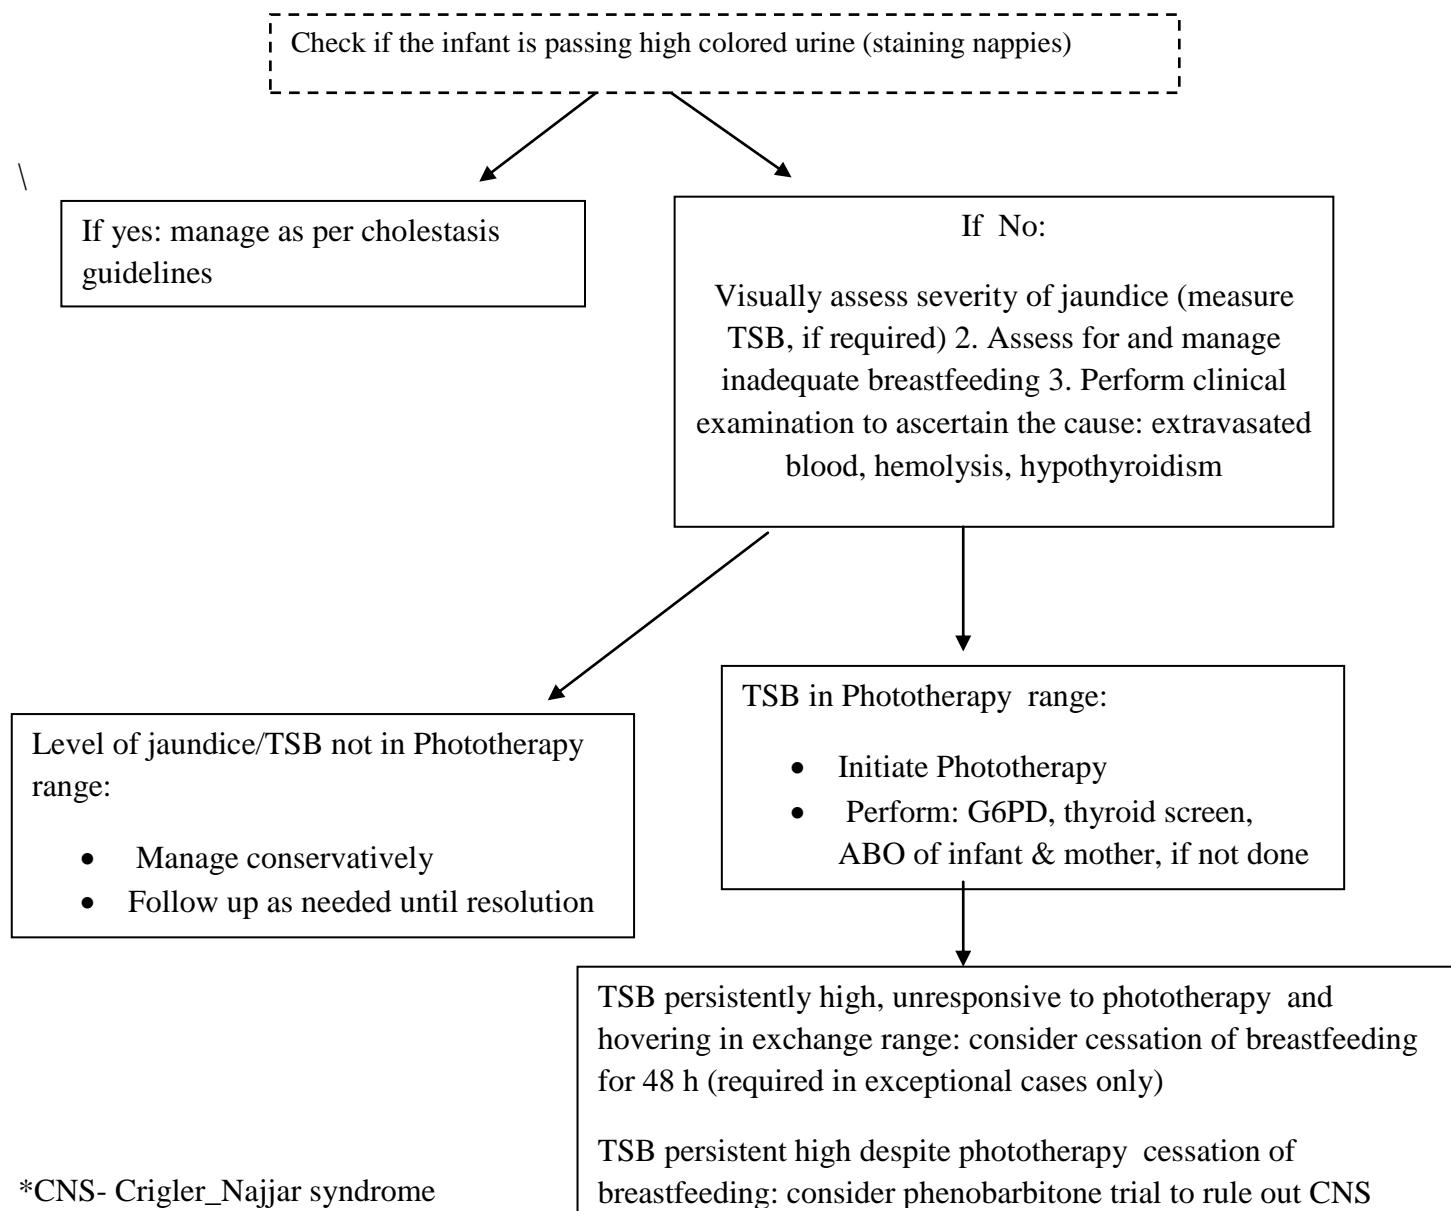 Check if the infant is passing high colored urine (staining nappies)
\
If yes: manage as per cholestasis
guidelines
If No:
Visually assess severity of jaundice (measure
TSB, if required) 2. Assess for and manage
inadequate breastfeeding 3. Perform clinical
examination to ascertain the cause: extravasated
blood, hemolysis, hypothyroidism
Level of jaundice/TSB not in Phototherapy
range:
• Manage conservatively
• Follow up as needed until resolution
TSB in Phototherapy range:
• Initiate Phototherapy
• Perform: G6PD, thyroid screen,
ABO of infant & mother, if not done
TSB persistently high, unresponsive to phototherapy and
hovering in exchange range: consider cessation of breastfeeding
for 48 h (required in exceptional cases only)
TSB persistent high despite phototherapy cessation of
breastfeeding: consider phenobarbitone trial to rule out CNS
*CNS- Crigler_Najjar syndrome